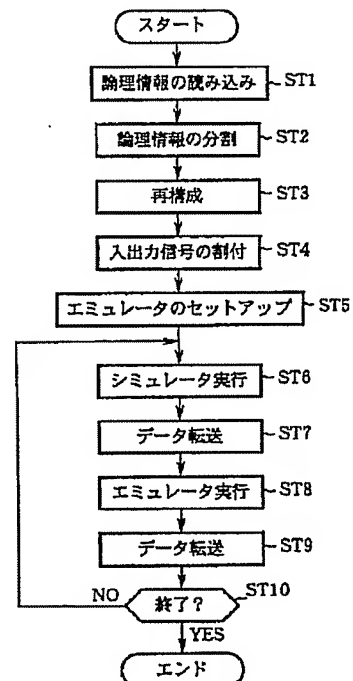 スタート
論理情報の読み込み ST1
論理情報の分割 ST2
再構成 ST3
入出力信号の割付 ST4
エミュレータのセットアップ ST5
シミュレータ実行 ST6
データ転送 ST7
エミュレータ実行 ST8
データ転送 ST9
NO 終了? ST10
YES
エンド